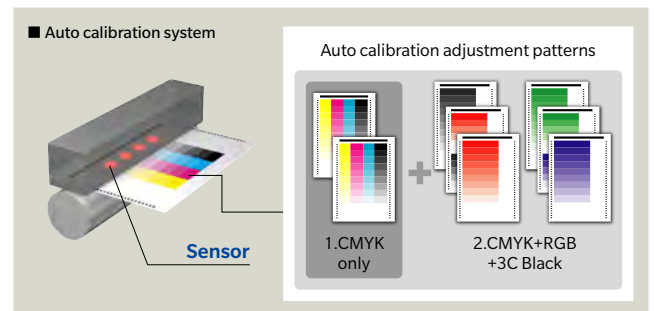 ■ Auto calibration system
Auto calibration adjustment patterns
Sensor
1.CMYK
only
2.CMYK+RGB
+3C Black